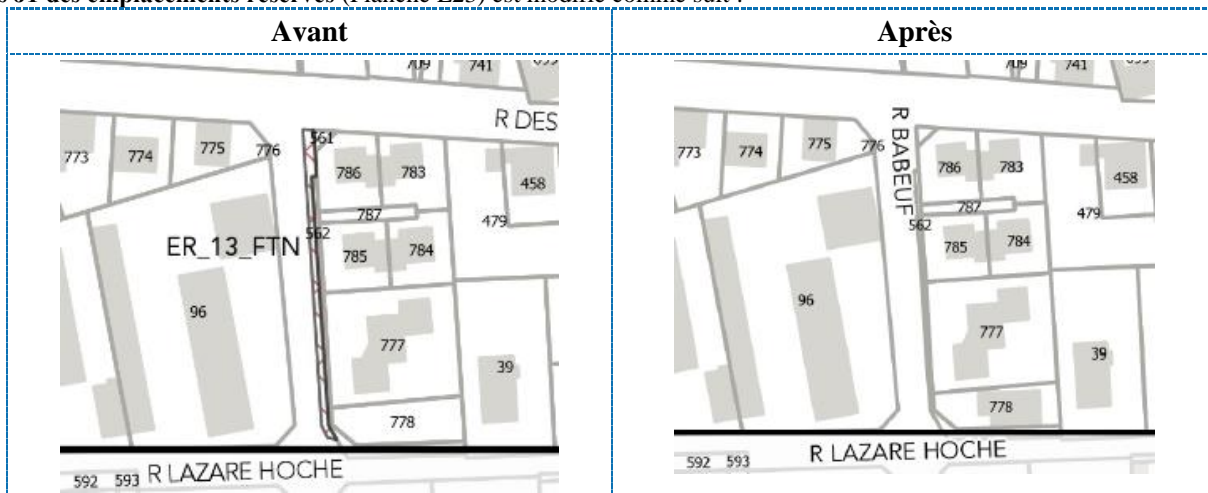 des emplacements réservés (Planche E25) est modifié comme suit :
Avant
Après
709 741
R DES
561
773 774 775 776
786 783
458
787
479
562
ER_13_FTN
785 784
96
777
39
778
R LAZARE HOCHE
592 593
709 741
R BABEUF
773 774 775 776
786 783
458
787
479
562
785 784
96
777
39
778
R LAZARE HOCHE
592 593